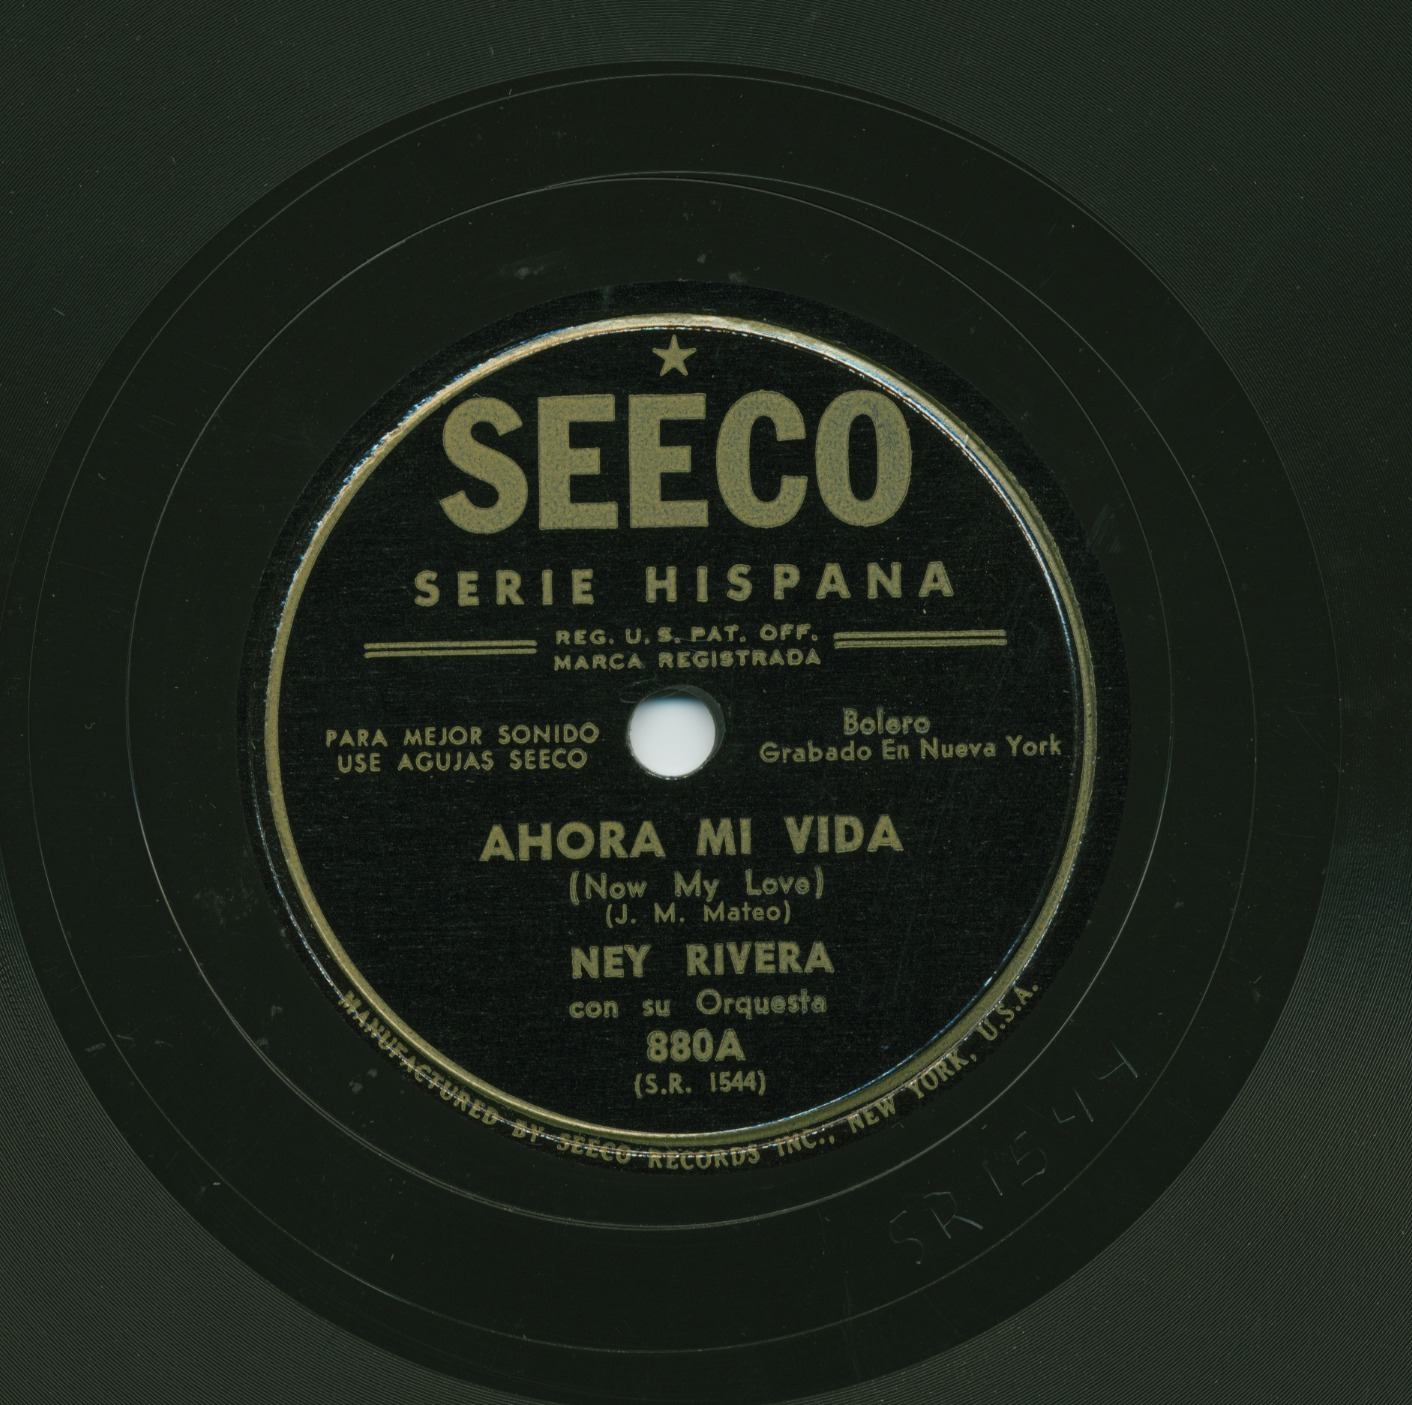 SEECO
SERIE HISPANA
REG. U.S. PAT. OFF.
MARCA REGISTRADA
PARA MEJOR SONIDO
USE AGUJAS SEECO
Bolero
Grabado En Nueva York
AHORA MI VIDA
(Now My Love)
(J. M. Mateo)
NEY RIVERA
con su Orquesta
880A
(S.R. 1544)
MANUFACTURED BY SEECO RECORDS INC., NEW YORK, U.S.A.
SR 1544